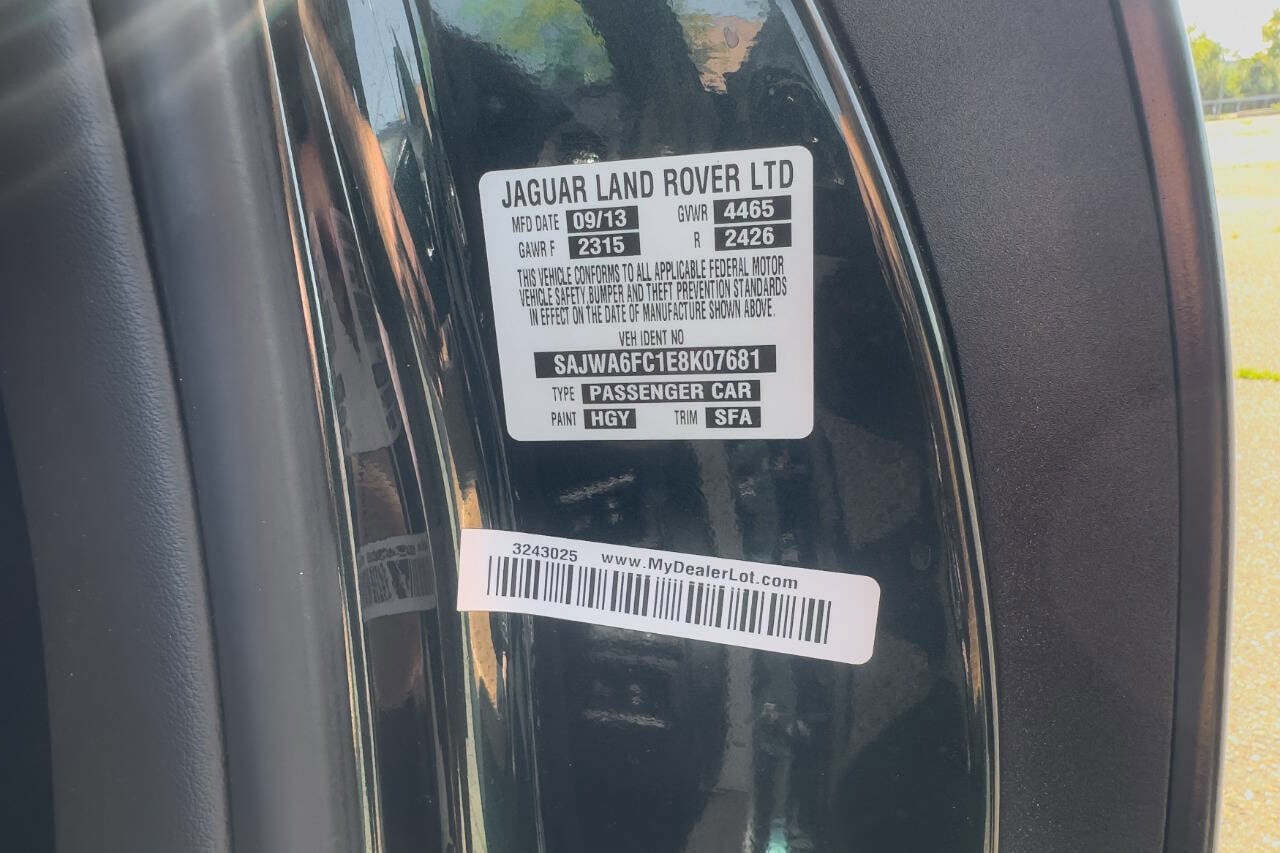 JAGUAR LAND ROVER LTD
MFD DATE 09/13 GVWR 4465
GAWR F 2315 R 2426
THIS VEHICLE CONFORMS TO ALL APPLICABLE FEDERAL MOTOR
VEHICLE SAFETY, BUMPER AND THEFT PREVENTION STANDARDS
IN EFFECT ON THE DATE OF MANUFACTURE SHOWN ABOVE.
VEH IDENT NO
SAJWA6FC1E8K07681
TYPE PASSENGER CAR
PAINT HGY TRIM SFA
3243025 www.MyDealerLot.com